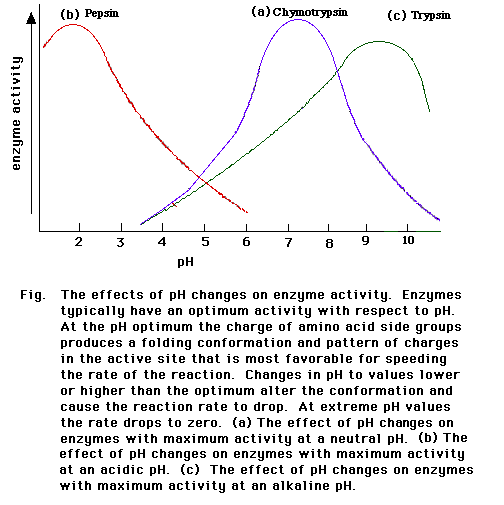 (b) Pepsin (a) Chymotrypsin (c) Trypsin
enzyme activity
2 3 4 5 6 7 8 9 10
pH
Fig. The effects of pH changes on enzyme activity. Enzymes
typically have an optimum activity with respect to pH.
At the pH optimum the charge of amino acid side groups
produces a folding conformation and pattern of charges
in the active site that is most favorable for speeding
the rate of the reaction. Changes in pH to values lower
or higher than the optimum alter the conformation and
cause the reaction rate to drop. At extreme pH values
the rate drops to zero. (a) The effect of pH changes on
enzymes with maximum activity at a neutral pH. (b) The
effect of pH changes on enzymes with maximum activity
at an acidic pH. (c) The effect of pH changes on enzymes
with maximum activity at an alkaline pH.